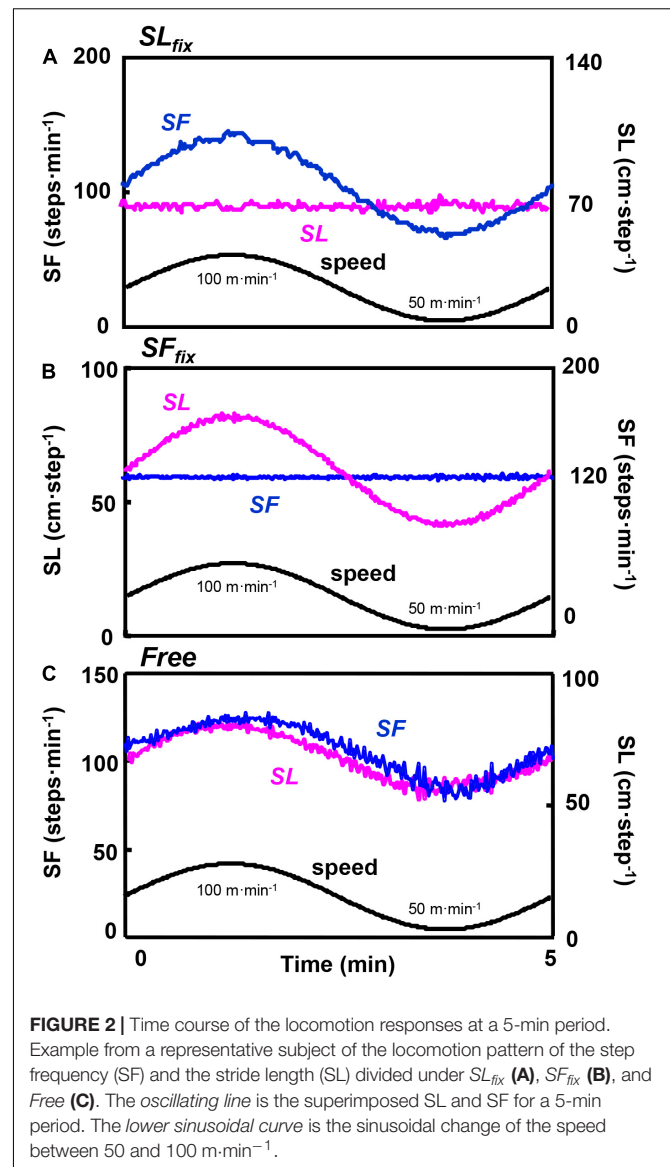 SLfix
A
200
140
SF (steps·min-1)
SL (cm·step-1)
SF
100
70
SL
speed
100 m·min-1
50 m·min-1
0
0
SFfix
B
100
200
SL (cm·step-1)
SF (steps·min-1)
SL
120
SF
50
speed
100 m·min-1
50 m·min-1
0
0
Free
C
150
100
SF (steps·min-1)
SL (cm·step-1)
SF
100
SL
50
50
speed
100 m·min-1
50 m·min-1
0
0
0
Time (min)
5
FIGURE 2 | Time course of the locomotion responses at a 5-min period.
Example from a representative subject of the locomotion pattern of the step
frequency (SF) and the stride length (SL) divided under SLfix (A), SFfix (B), and
Free (C). The oscillating line is the superimposed SL and SF for a 5-min
period. The lower sinusoidal curve is the sinusoidal change of the speed
between 50 and 100 m·min−1.